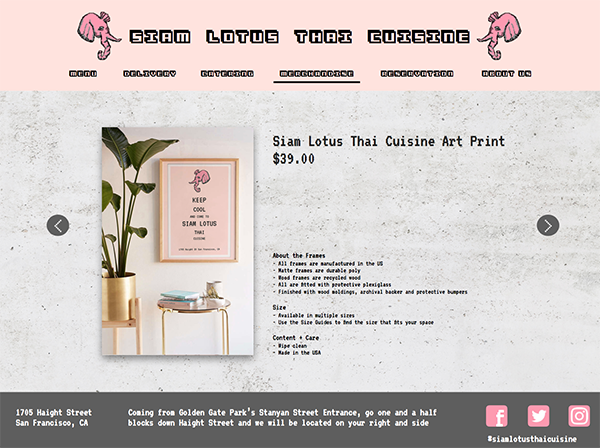 SIAM LOTUS THAI CUISINE
MENU DELIVERY CATERING MERCHANDISE RESERVATION ABOUT US
Siam Lotus Thai Cuisine Art Print
$39.00
KEEP
COOL
AND COME TO
SIAM LOTUS
THAI
CUISINE
1705 Haight St San Francisco, CA
About the Frames
- All frames are manufactured in the US
- Matte frames are durable poly
- Wood frames are recycled wood
- All are fitted with protective plexiglass
- Finished with wood moldings, archival backer and protective bumpers
Size
- Available in multiple sizes
- Use the Size Guides to find the size that fits your space
Content + Care
- Wipe clean
- Made in the USA
1705 Haight Street
San Francisco, CA
Coming from Golden Gate Park's Stanyan Street Entrance, go one and a half
blocks down Haight Street and we will be located on your right and side
#siamlotusthaicuisine